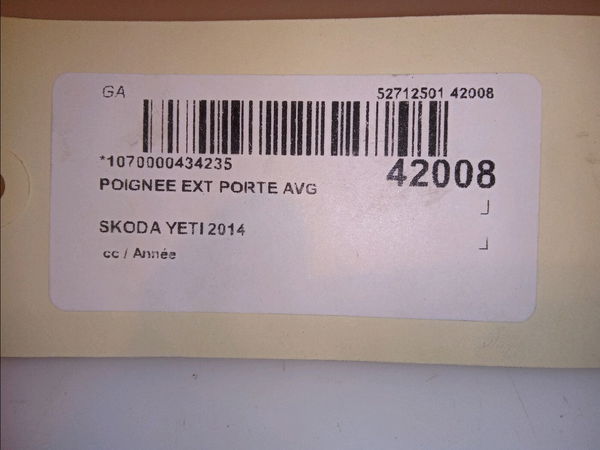 GA 52712501 42008
*1070000434235
42008
POIGNEE EXT PORTE AVG
SKODA YETI 2014
cc / Année